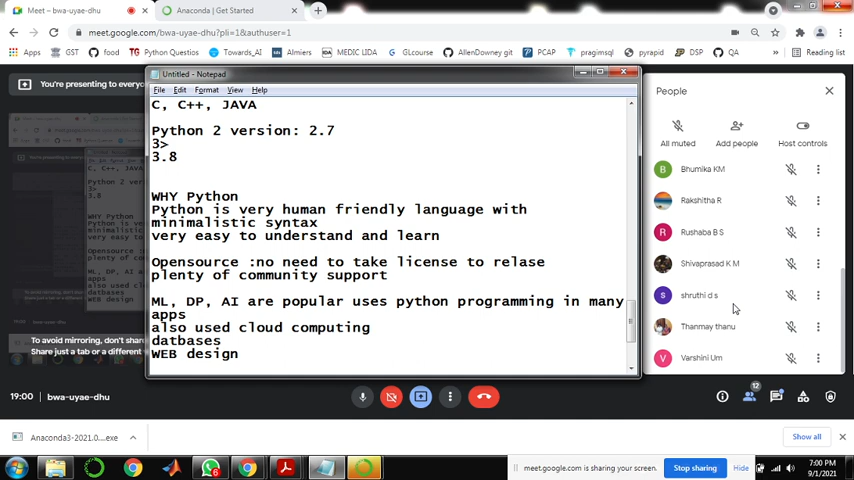 Meet – bwa-uyae-dhu
Anaconda | Get Started
meet.google.com/bwa-uyae-dhu?pli=1&authuser=1
Apps
GS
food
Python Questions
Towards_AI
Almiers
MEDIC LIDA
GLcourse
AllenDowney git
PCAP
pragimsql
pyrapid
DSP
QA
Reading list
You're presenting to everyo
Untitled - Notepad
File Edit Format View Help
C, C++, JAVA
Python 2 version: 2.7
3>
3.8
WHY Python
Python is very human friendly language with
minimalistic syntax
very easy to understand and learn
Opensource :no need to take license to relase
plenty of community support
ML, DP, AI are popular uses python programming in many
apps
also used cloud computing
datbases
WEB design
To avoid mirroring, don't share
Share just a tab or a different
People
All muted
Add people
Host controls
B Bhumika KM
Rakshitha R
R Rushaba B S
Shivaprasad K M
s shruthi d s
Thanmay thanu
V Varshini Um
19:00 bwa-uyae-dhu
12
Anaconda3-2021.0....exe
Show all
6
meet.google.com is sharing your screen.
Stop sharing
Hide
7:00 PM
9/1/2021